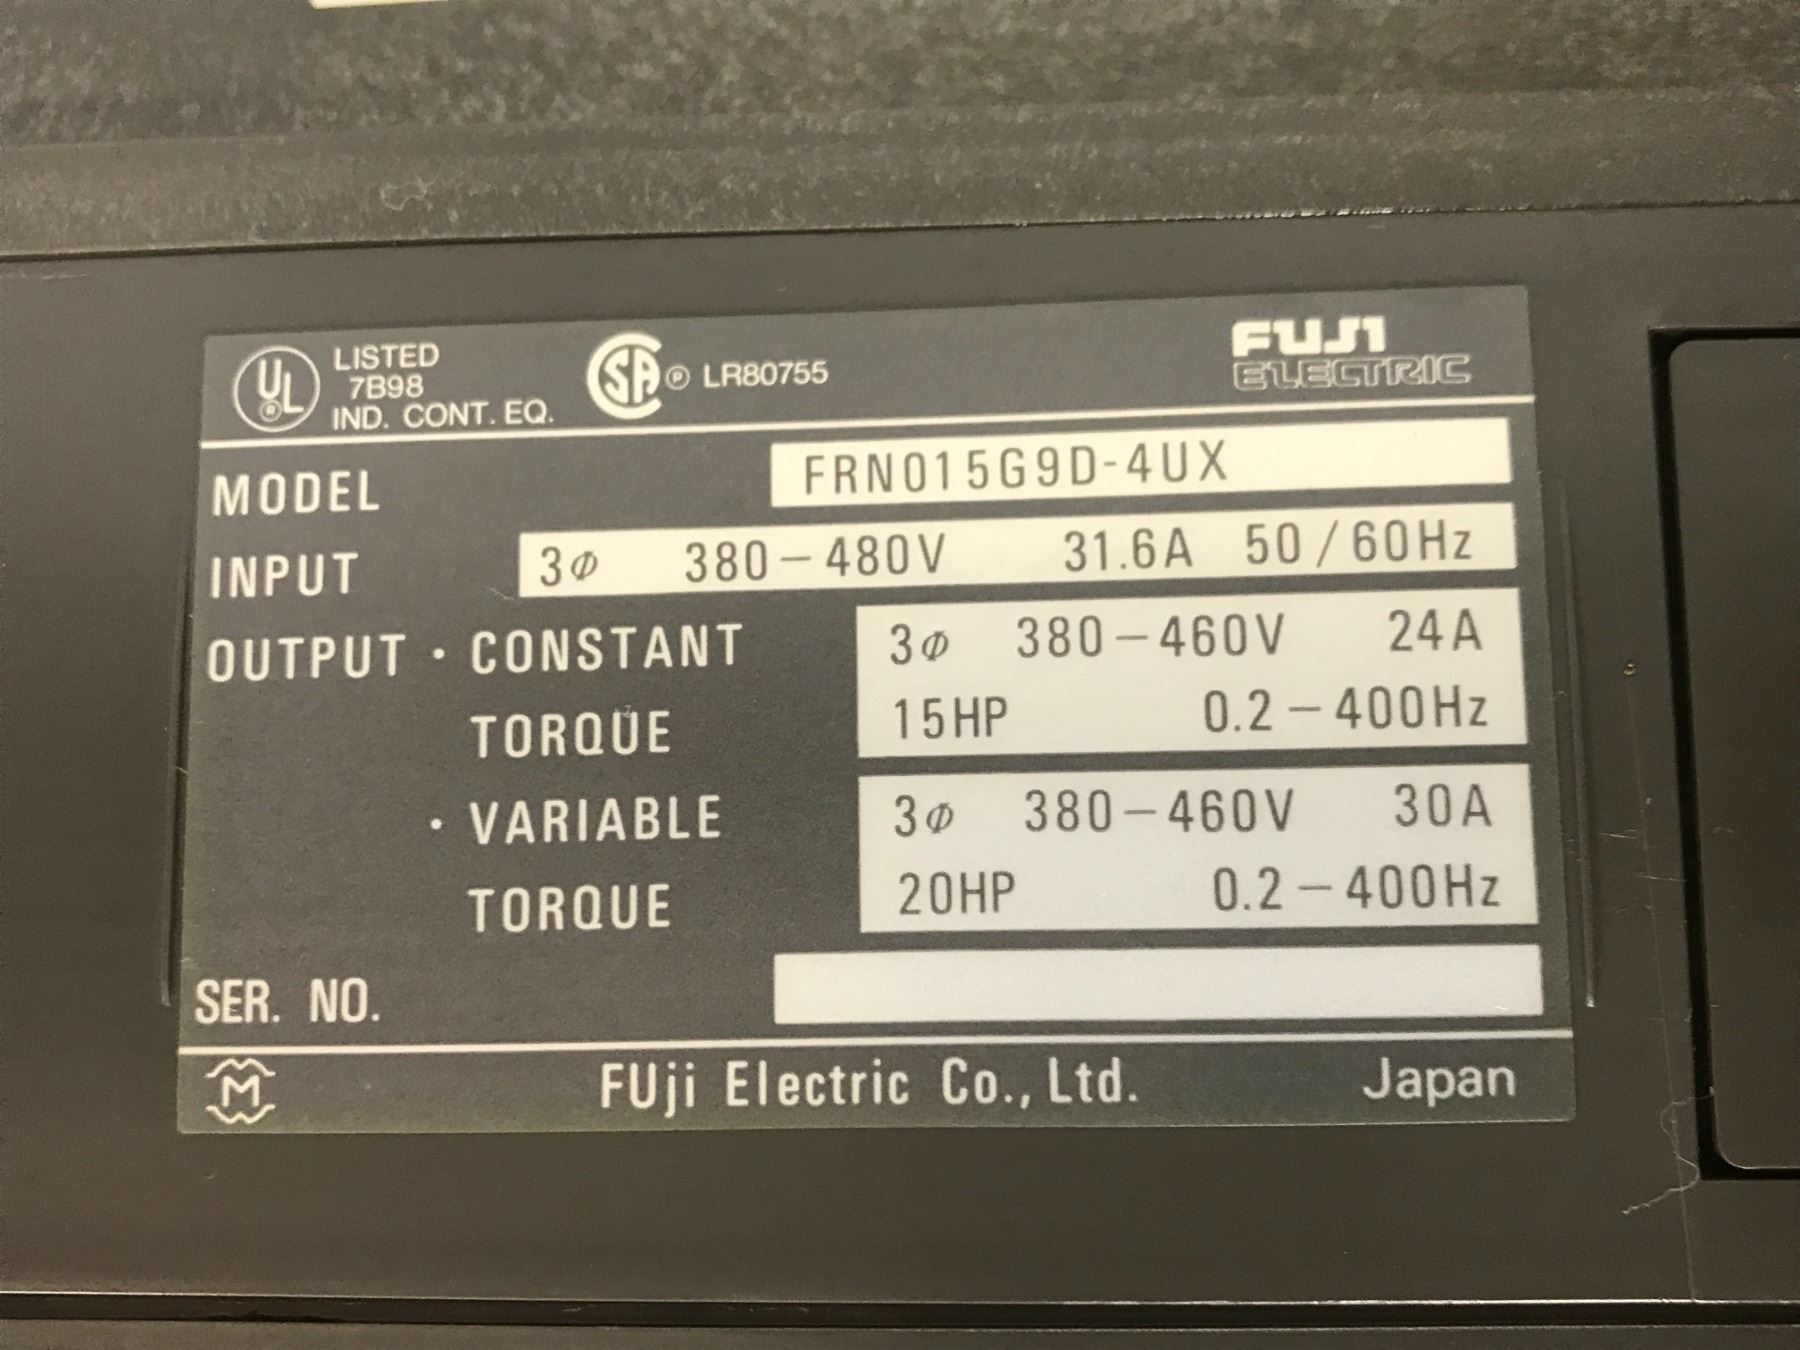 UL® LISTED
7B98
IND. CONT. EQ.
SA ℗ LR80755
FUJI
ELECTRIC
MODEL FRN015G9D-4UX
INPUT 3Φ 380-480V 31.6A 50/60Hz
OUTPUT · CONSTANT 3Φ 380-460V 24A
TORQUE 15HP 0.2-400Hz
· VARIABLE 3Φ 380-460V 30A
TORQUE 20HP 0.2-400Hz
SER. NO.
M FUji Electric Co., Ltd. Japan